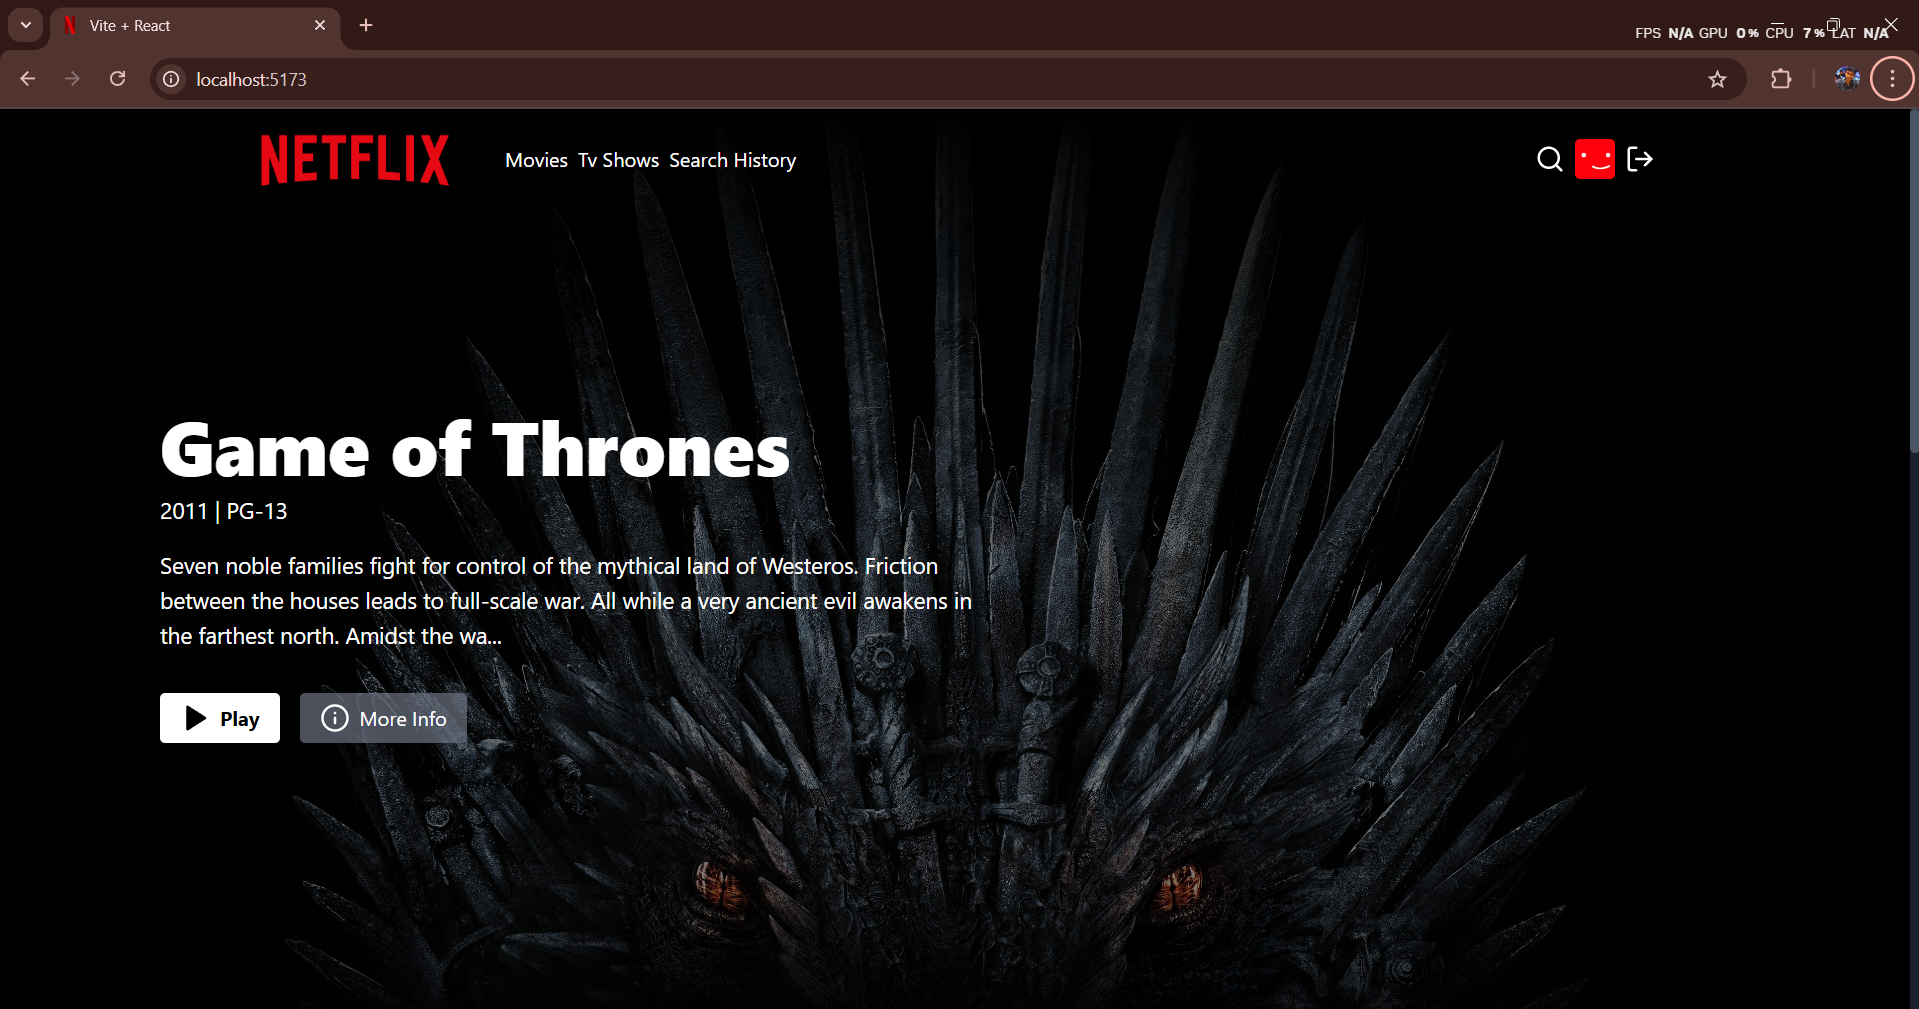 Vite + React
FPS N/A GPU 0% CPU 7% LAT N/A
localhost:5173
NETFLIX
Movies Tv Shows Search History
Game of Thrones
2011 | PG-13
Seven noble families fight for control of the mythical land of Westeros. Friction
between the houses leads to full-scale war. All while a very ancient evil awakens in
the farthest north. Amidst the wa...
Play
More Info